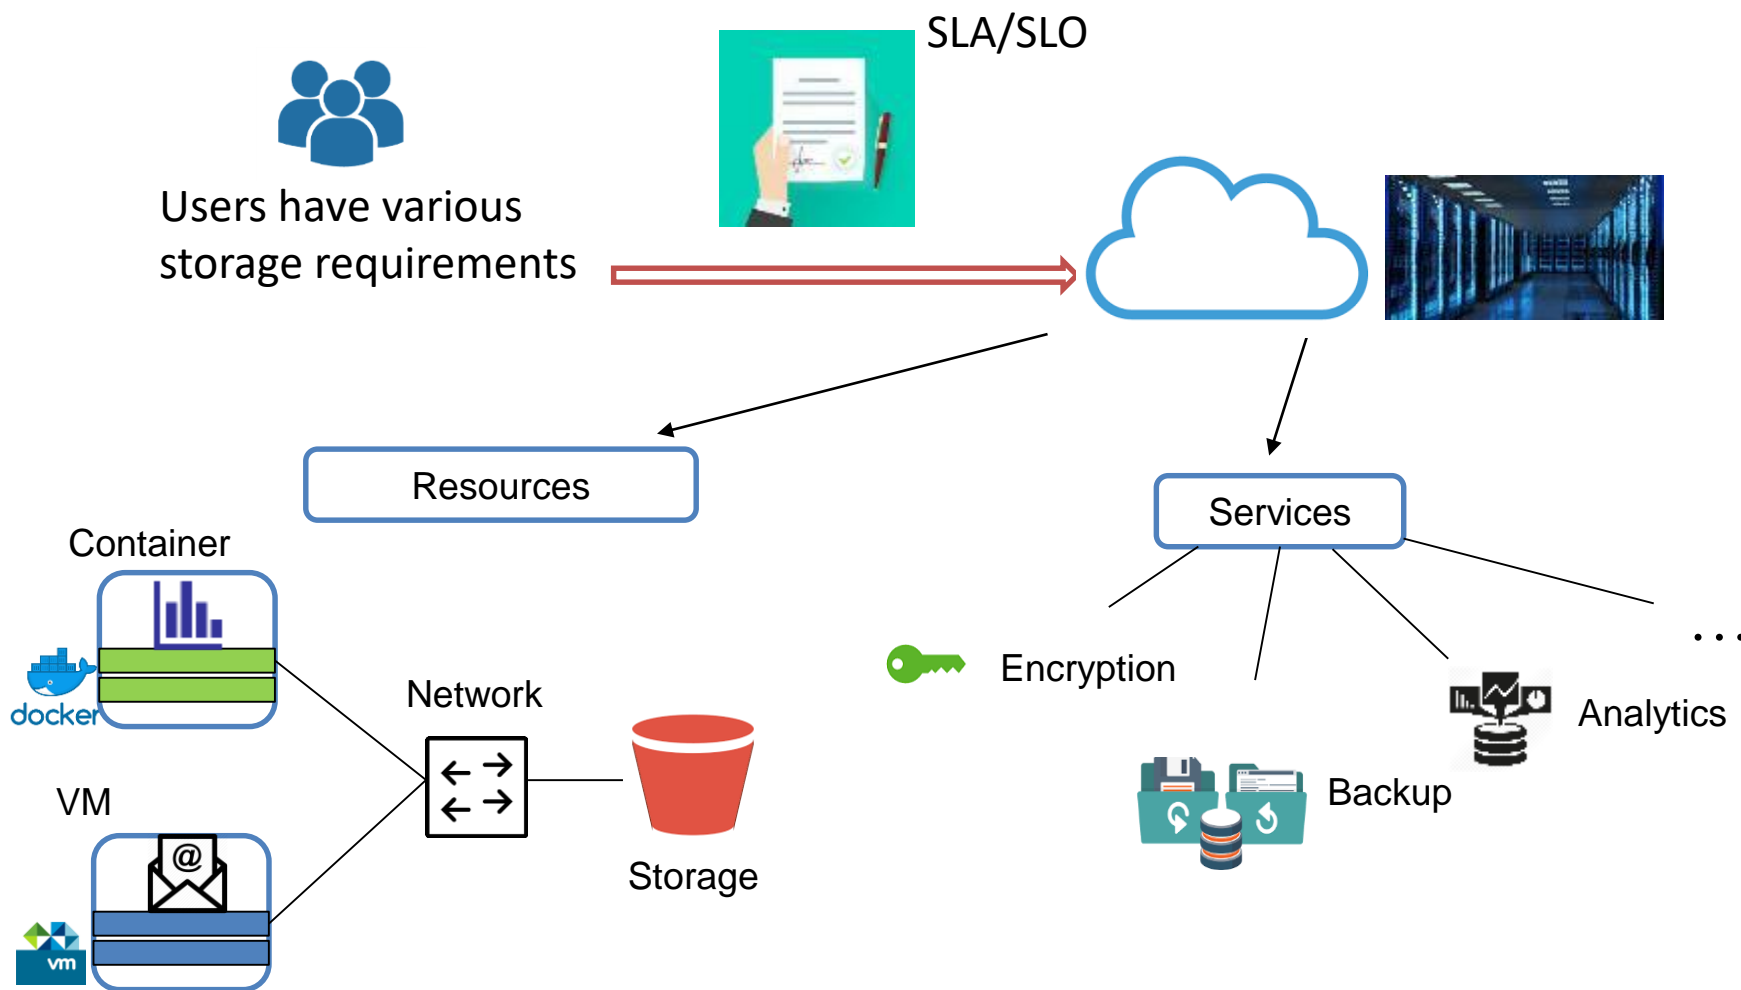 SLA/SLO
Users have various
storage requirements
Resources
Services
Container
docker
Network
Encryption
...
Analytics
VM
@
Backup
Storage
vm